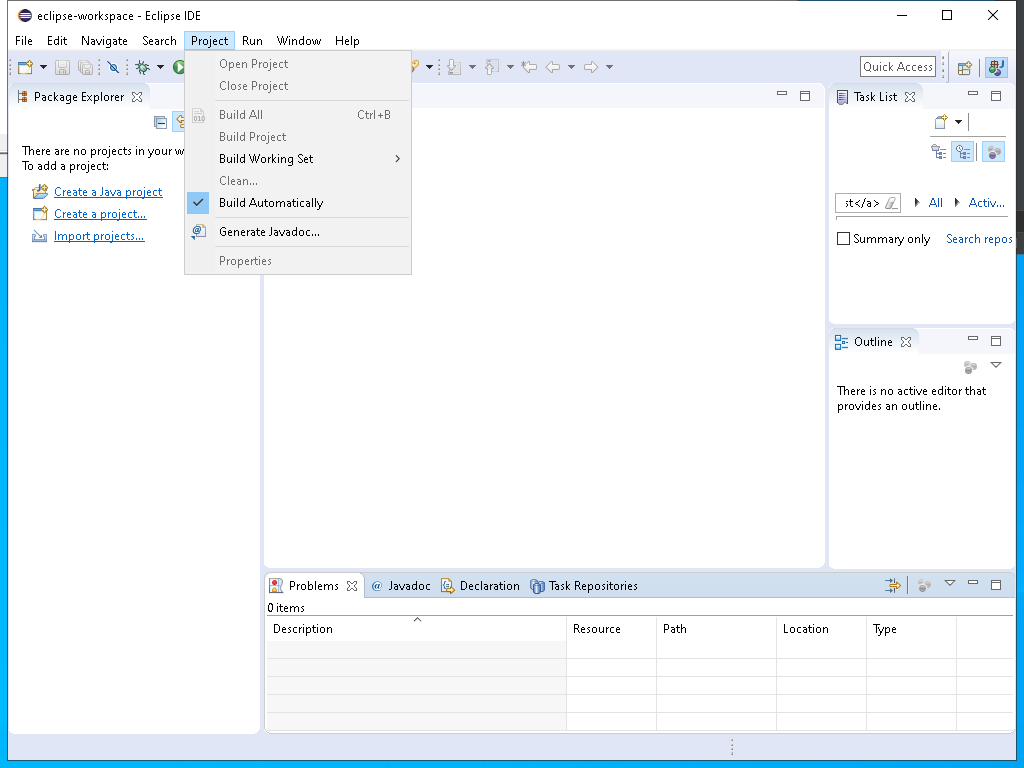 eclipse-workspace - Eclipse IDE
File Edit Navigate Search Project Run Window Help
Quick Access
Open Project
Close Project
Build All Ctrl+B
Build Project
Build Working Set
Clean...
Build Automatically
Generate Javadoc...
Properties
Package Explorer
There are no projects in your w
To add a project:
Create a Java project
Create a project...
Import projects...
Task List
st</a> All Activ...
Summary only Search repos
Outline
There is no active editor that
provides an outline.
Problems Javadoc Declaration Task Repositories
0 items
Description Resource Path Location Type